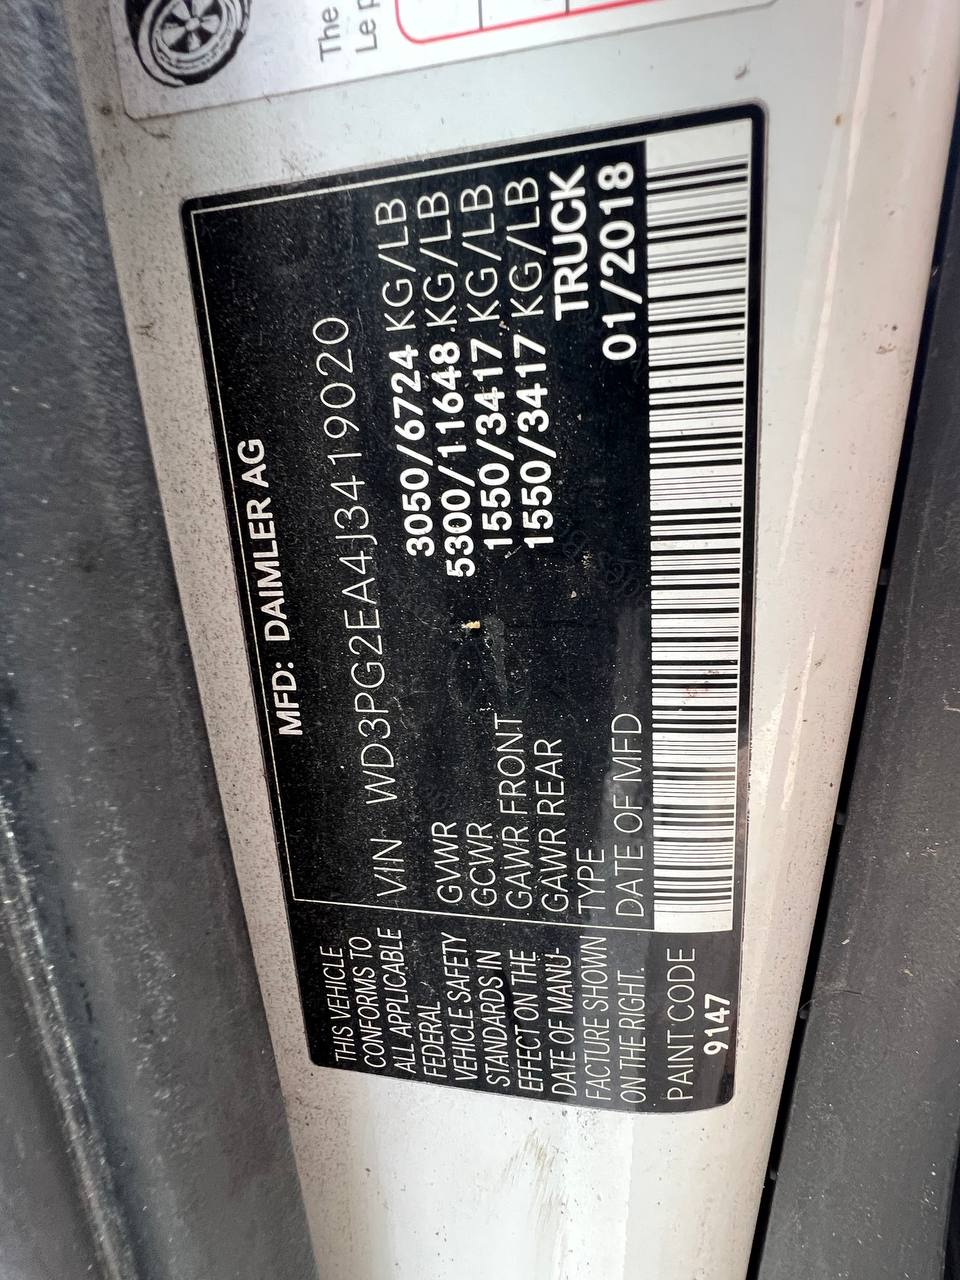 The
Le p
MFD: DAIMLER AG
VIN WD3PG2EA4J3419020
GVWR 3050/6724 KG/LB
GCWR 5300/11648 KG/LB
GAWR FRONT 1550/3417 KG/LB
GAWR REAR 1550/3417 KG/LB
TYPE TRUCK
DATE OF MFD 01/2018
THIS VEHICLE
CONFORMS TO
ALL APPLICABLE
FEDERAL
VEHICLE SAFETY
STANDARDS IN
EFFECT ON THE
DATE OF MANU-
FACTURE SHOWN
ON THE RIGHT.
PAINT CODE
9147